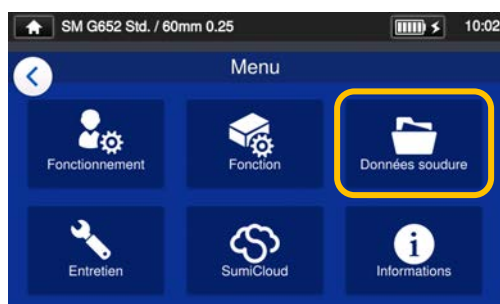 SM G652 Std. / 60mm 0.25 10:02
Menu
Fonctionnement Fonction Données soudure
Entretien SumiCloud Informations